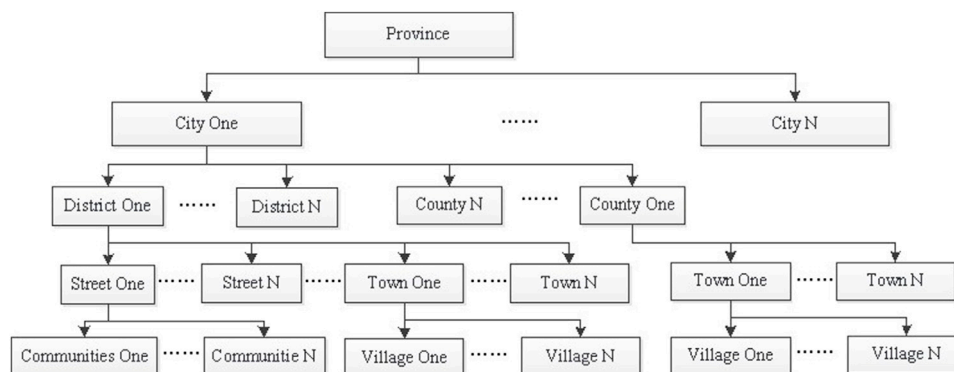 Province
City One
……
City N
District One
……
District N
County N
……
County One
Street One
……
Street N
……
Town One
……
Town N
Town One
……
Town N
Communities One
……
Communitie N
Village One
……
Village N
Village One
……
Village N